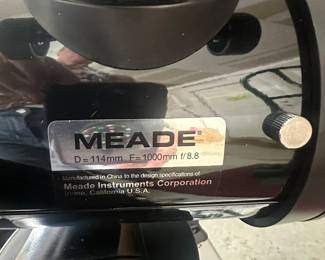 MEADE®
D = 114mm F= 1000mm f/8.8
Manufactured in China to the design specifications of
Meade Instruments Corporation
Irvine, California U.S.A.